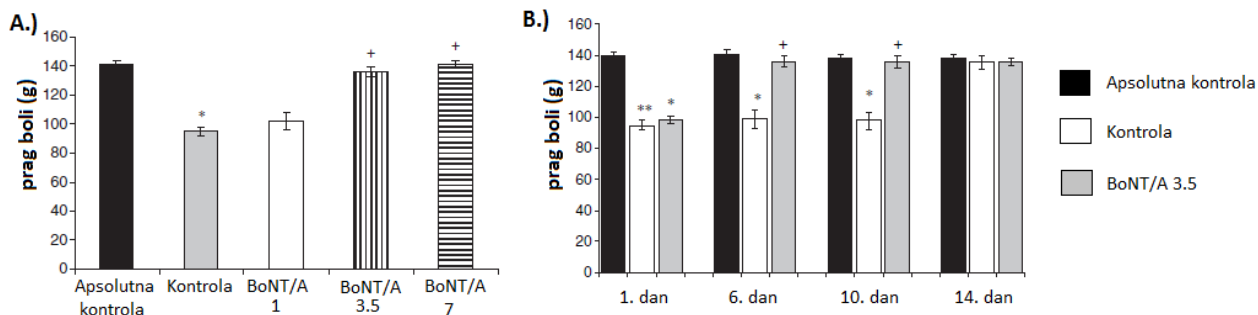 A.)
prag boli (g)
160
140
120
100
80
60
40
20
0
*
+
+
Apsolutna
kontrola
Kontrola
BoNT/A
1
BoNT/A
3.5
BoNT/A
7
B.)
prag boli (g)
160
140
120
100
80
60
40
20
0
**
*
*
+
*
+
1. dan
6. dan
10. dan
14. dan
Apsolutna kontrola
Kontrola
BoNT/A 3.5